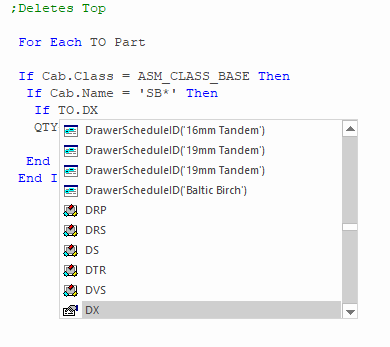 ;Deletes Top
For Each TO Part
If Cab.Class = ASM_CLASS_BASE Then
If Cab.Name = 'SB*' Then
If TO.DX
QTY
DrawerScheduleID('16mm Tandem')
DrawerScheduleID('19mm Tandem')
DrawerScheduleID('19mm Tandem')
DrawerScheduleID('Baltic Birch')
DRP
DRS
DS
DTR
DVS
DX
End
End I